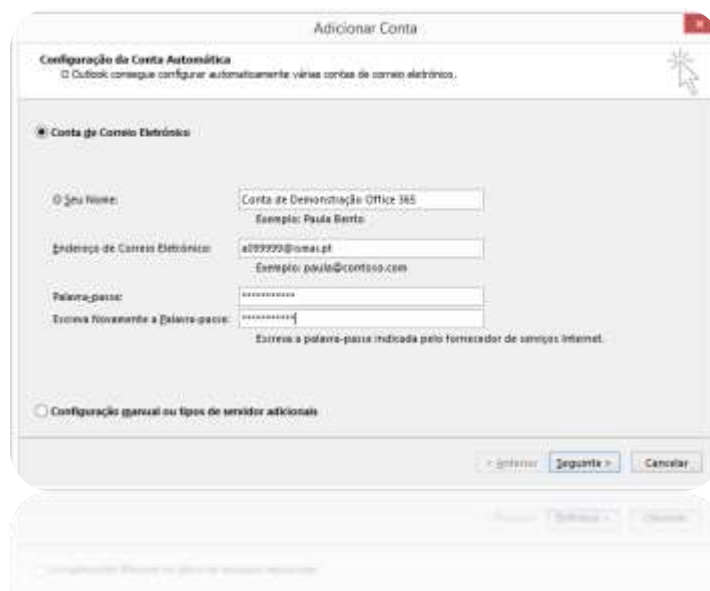 Adicionar Conta
Configuração da Conta Automática
O Outlook consegue configurar automaticamente várias contas de correio eletrónico.
Conta de Correio Eletrónico
O Seu Nome: Conta de Demonstração Office 365
Exemplo: Paula Bento
Endereço de Correio Eletrónico: a099999@ismai.pt
Exemplo: paula@contoso.com
Palavra-passe: ***********
Escreva Novamente a Palavra-passe: ***********
Escreva a palavra-passe indicada pelo fornecedor de serviços Internet.
Configuração manual ou tipos de servidor adicionais
< Anterior Seguinte > Cancelar